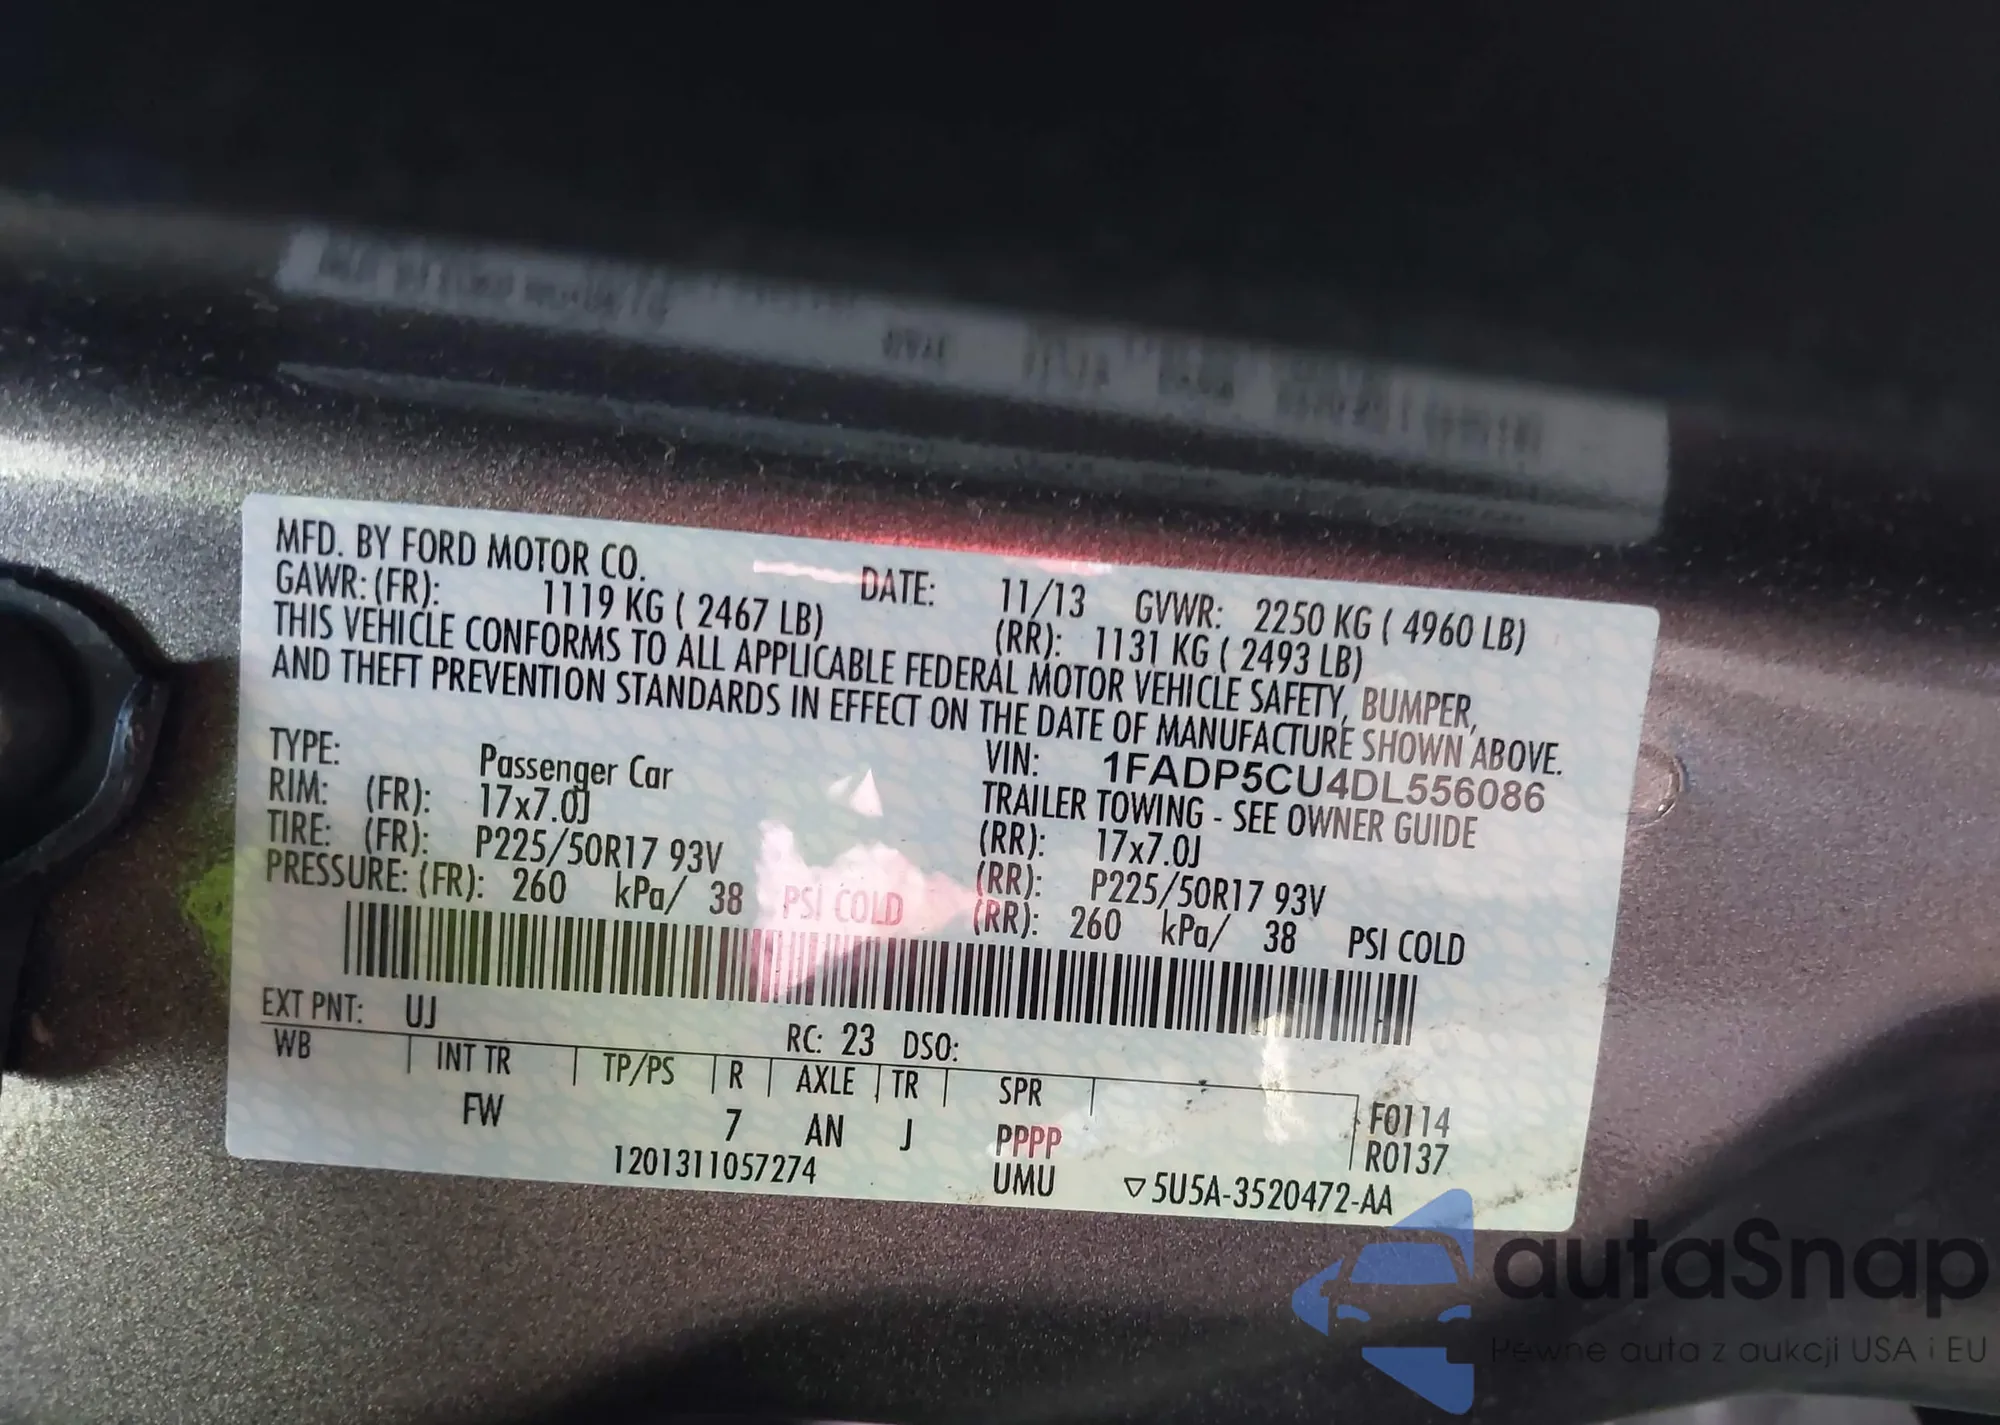 MFD. BY FORD MOTOR CO. DATE: 11/13 GVWR: 2250 KG ( 4960 LB)
GAWR: (FR): 1119 KG ( 2467 LB) (RR): 1131 KG ( 2493 LB)
THIS VEHICLE CONFORMS TO ALL APPLICABLE FEDERAL MOTOR VEHICLE SAFETY, BUMPER,
AND THEFT PREVENTION STANDARDS IN EFFECT ON THE DATE OF MANUFACTURE SHOWN ABOVE.
VIN: 1FADP5CU4DL556086
TYPE: Passenger Car TRAILER TOWING - SEE OWNER GUIDE
RIM: (FR): 17x7.0J (RR): 17x7.0J
TIRE: (FR): P225/50R17 93V (RR): P225/50R17 93V
PRESSURE: (FR): 260 kPa/ 38 PSI COLD (RR): 260 kPa/ 38 PSI COLD
EXT PNT: UJ RC: 23 DSO:
WB INT TR TP/PS R AXLE TR SPR
FW 7 AN J PPPP F0114
R0137
1201311057274 UMU ▽5U5A-3520472-AA
autaSnap
Pewne auta z aukcji USA i EU